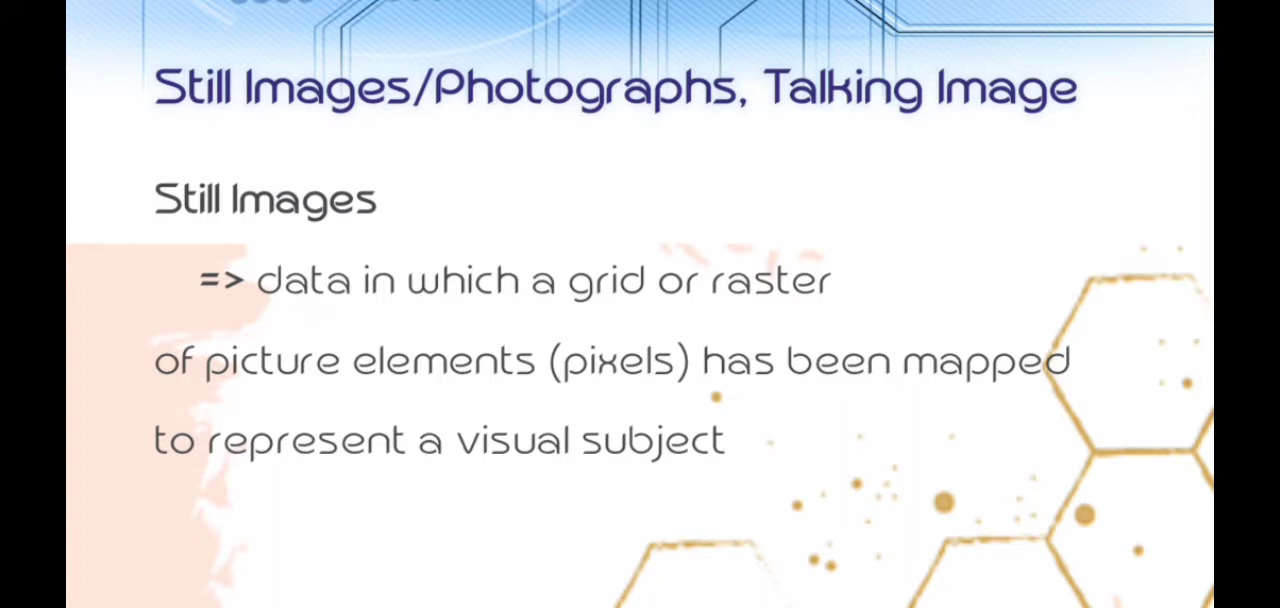 Still Images/Photographs, Talking Image
Still Images
=> data in which a grid or raster
of picture elements (pixels) has been mapped
to represent a visual subject